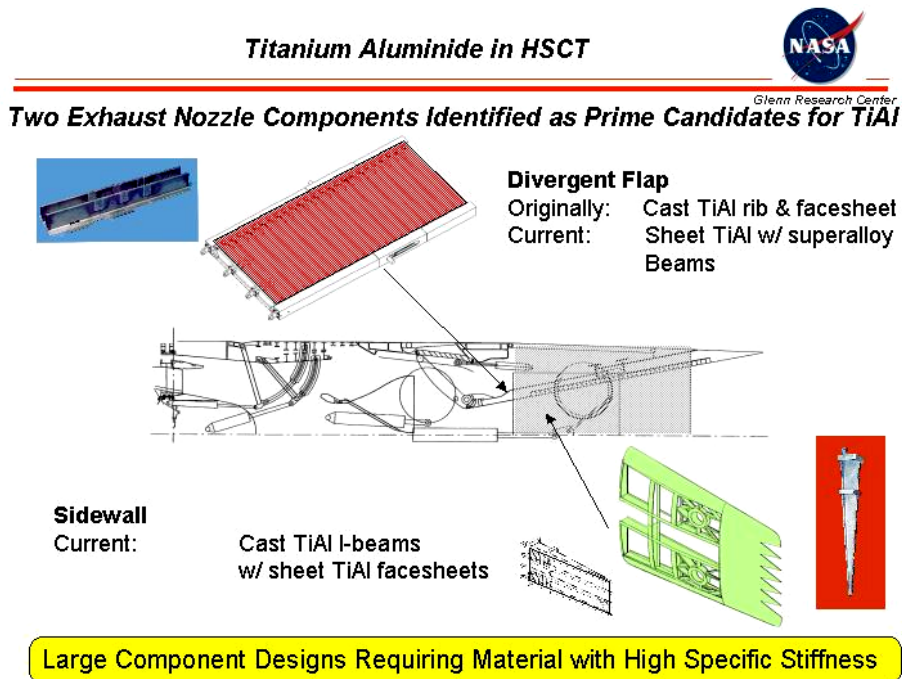 Titanium Aluminide in HSCT
NASA
Glenn Research Center
Two Exhaust Nozzle Components Identified as Prime Candidates for TiAl
Divergent Flap
Originally: Cast TiAl rib & facesheet
Current: Sheet TiAl w/ superalloy
Beams
Sidewall
Current: Cast TiAl I-beams
w/ sheet TiAl facesheets
Large Component Designs Requiring Material with High Specific Stiffness